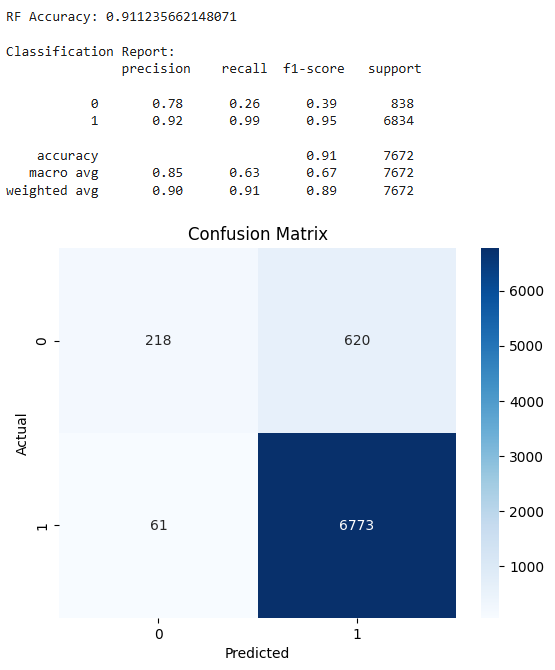 RF Accuracy: 0.911235662148071
Classification Report:
precision recall f1-score support
0 0.78 0.26 0.39 838
1 0.92 0.99 0.95 6834
accuracy 0.91 7672
macro avg 0.85 0.63 0.67 7672
weighted avg 0.90 0.91 0.89 7672
Confusion Matrix
6000
0 218 620
5000
4000
Actual
3000
2000
1 61 6773
1000
0 1
Predicted